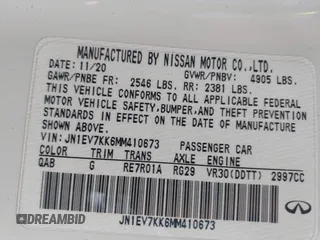 MANUFACTURED BY NISSAN MOTOR CO.,LTD.
DATE: 11/20 GVWR/PNBV: 4905 LBS.
GAWR/PNBE FR: 2546 LBS. RR: 2381 LBS.
THIS VEHICLE CONFORMS TO ALL APPLICABLE FEDERAL
MOTOR VEHICLE SAFETY,BUMPER,AND THEFT PREVENTION
STANDARDS IN EFFECT ON THE DATE OF MANUFACTURE
SHOWN ABOVE.
VIN: JN1EV7KK6MM410673 PASSENGER CAR
COLOR TRIM TRANS AXLE ENGINE
QAB G RE7R01A RG29 VR30(DDTT) 2997CC
JN1EV7KK6MM410673
DREAMBID